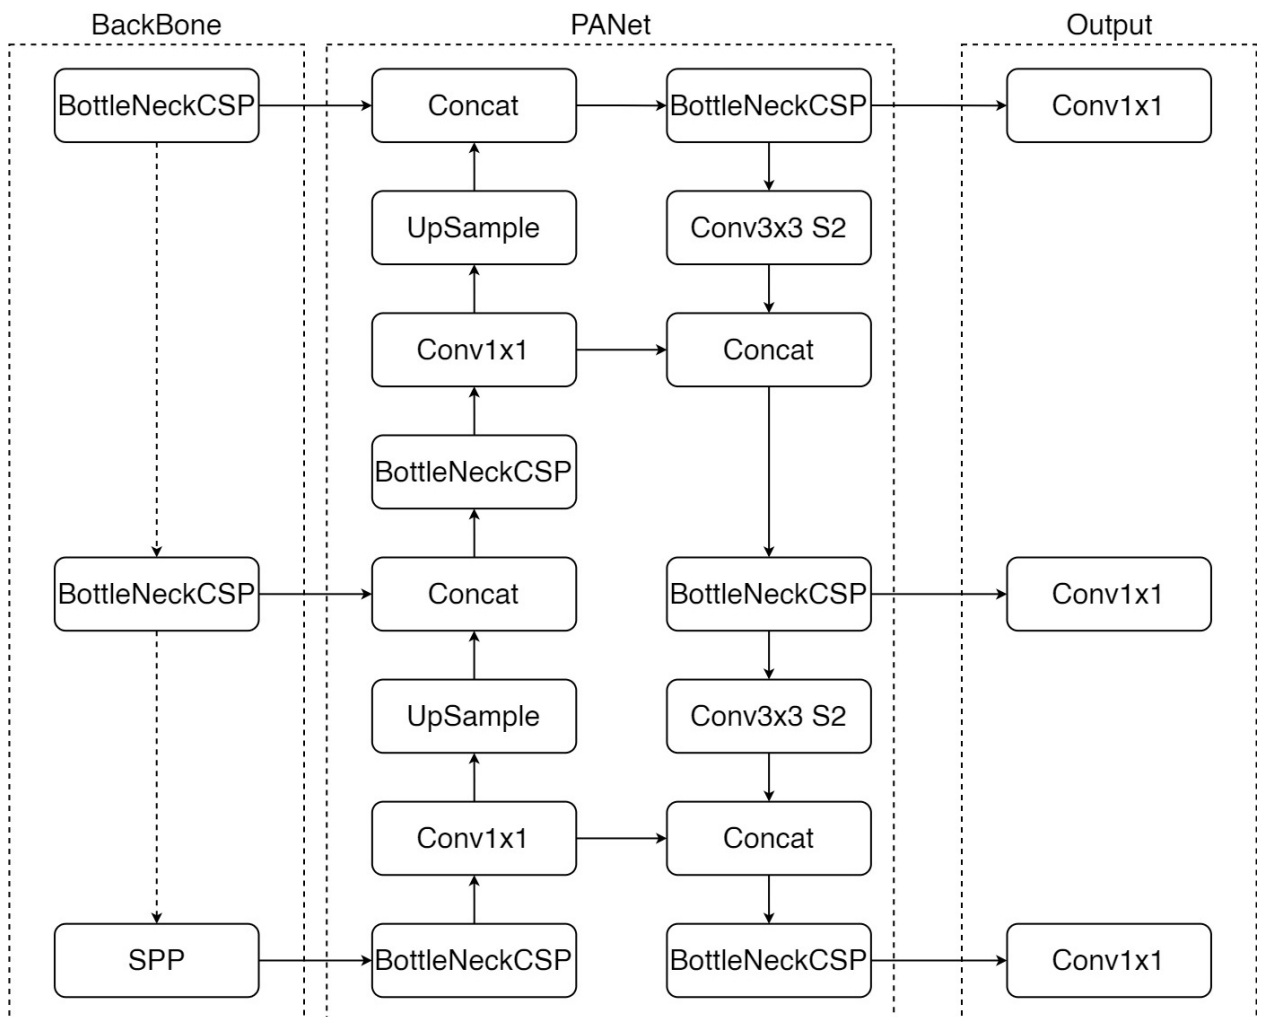 BackBone
PANet
Output
BottleNeckCSP
Concat
BottleNeckCSP
Conv1x1
UpSample
Conv3x3 S2
Conv1x1
Concat
BottleNeckCSP
BottleNeckCSP
Concat
BottleNeckCSP
Conv1x1
UpSample
Conv3x3 S2
Conv1x1
Concat
SPP
BottleNeckCSP
BottleNeckCSP
Conv1x1